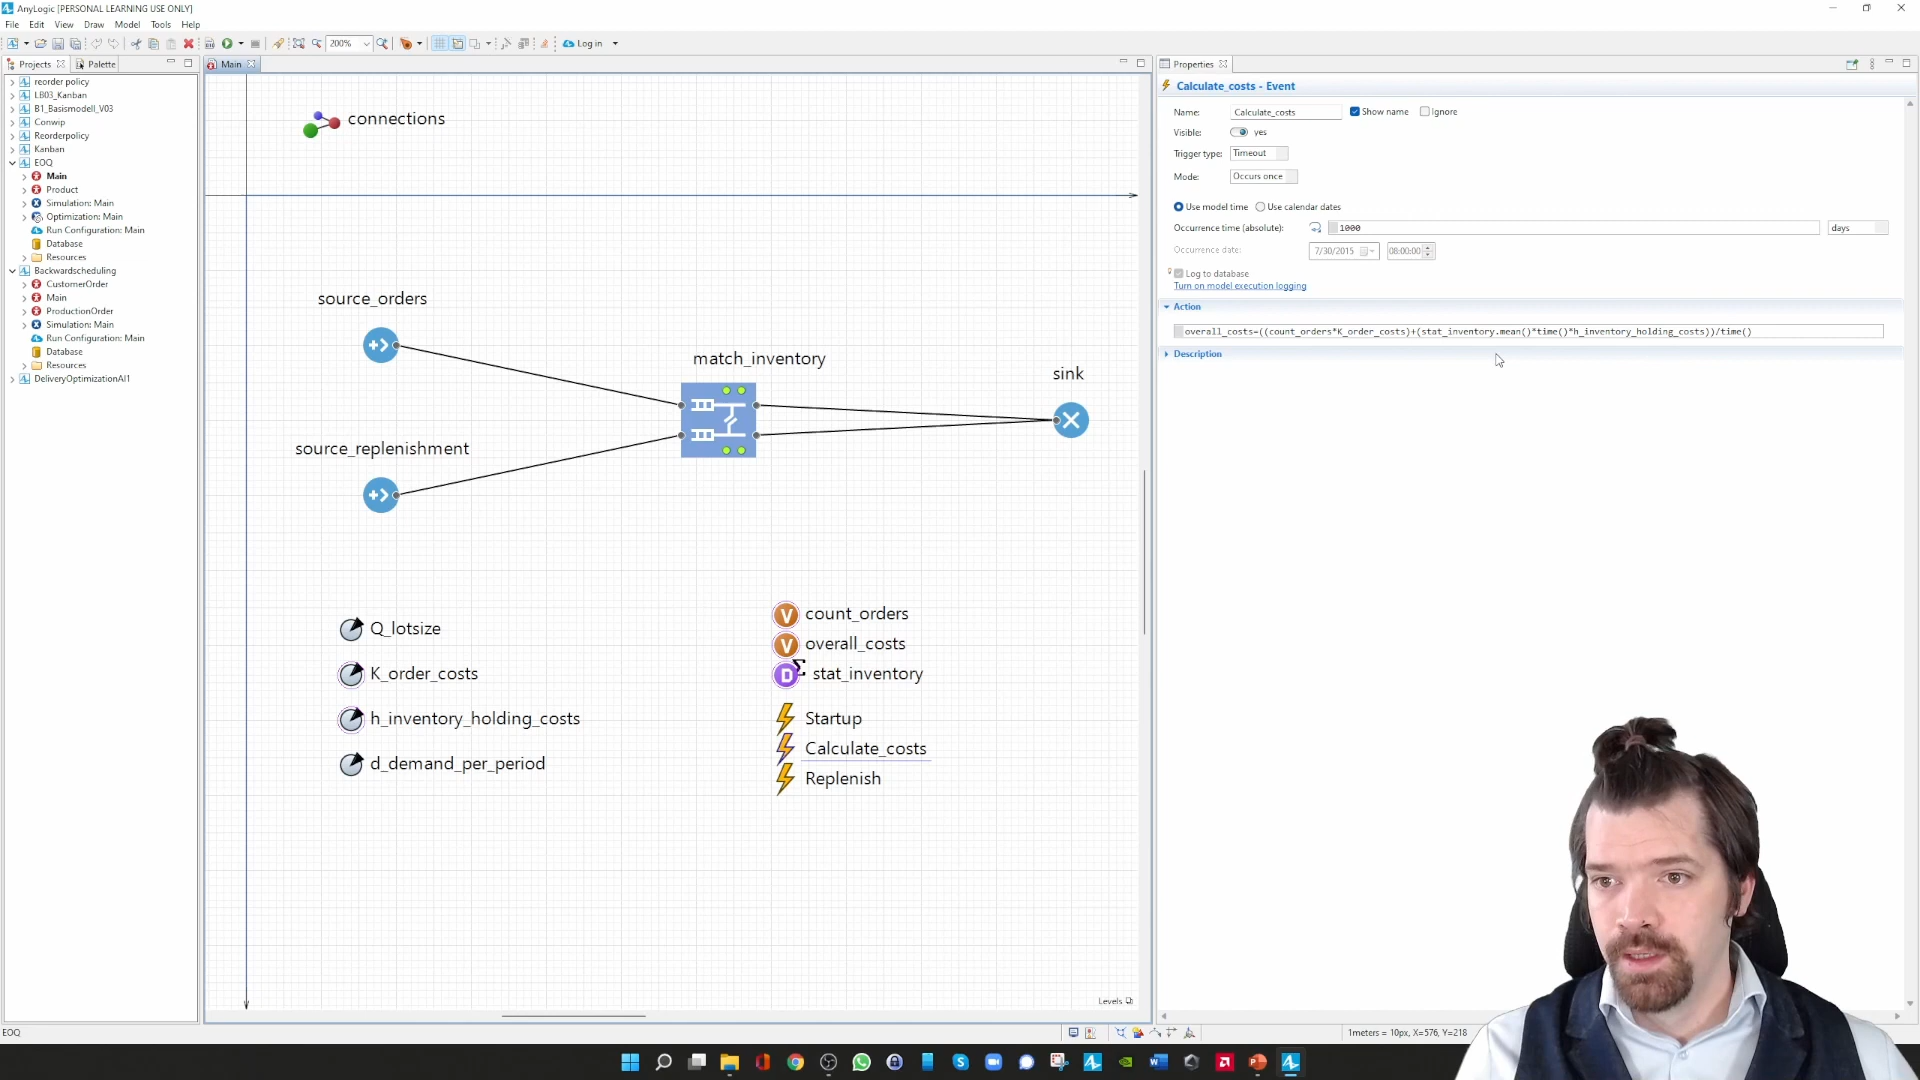 AnyLogic [PERSONAL LEARNING USE ONLY]
File Edit View Draw Model Tools Help
200%
Log in
Projects
Palette
reorder policy
LB03_Kanban
B1_Basismodell_V03
Conwip
Reorderpolicy
Kanban
EOQ
Main
Product
Simulation: Main
Optimization: Main
Run Configuration: Main
Database
Resources
Backwardscheduling
CustomerOrder
Main
ProductionOrder
Simulation: Main
Run Configuration: Main
Database
Resources
DeliveryOptimizationAI1
Main
connections
source_orders
match_inventory
sink
source_replenishment
Q_lotsize
K_order_costs
h_inventory_holding_costs
d_demand_per_period
V count_orders
V overall_costs
D stat_inventory
Startup
Calculate_costs
Replenish
Levels
Properties
Calculate_costs - Event
Name: Calculate_costs Show name Ignore
Visible: yes
Trigger type: Timeout
Mode: Occurs once
Use model time Use calendar dates
Occurrence time (absolute): 1000 days
Occurrence date: 7/30/2015 08:00:00
Log to database
Turn on model execution logging
Action
overall_costs=((count_orders*K_order_costs)+(stat_inventory.mean()*time()*h_inventory_holding_costs))/time()
Description
EOQ
1meters = 10px, X=576, Y=218